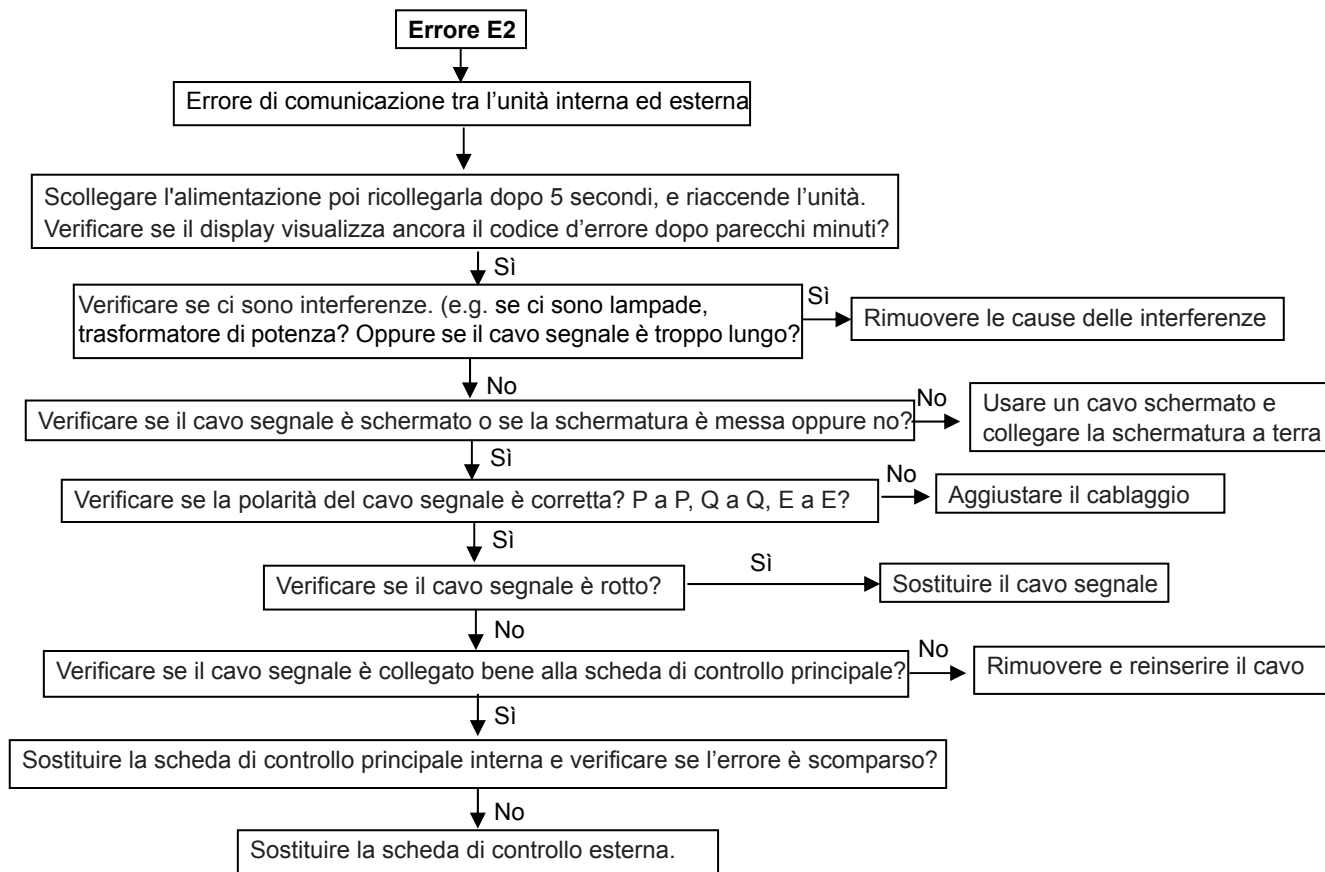 Errore E2
Errore di comunicazione tra l'unità interna ed esterna
Scollegare l'alimentazione poi ricollegarla dopo 5 secondi, e riaccende l'unità.
Verificare se il display visualizza ancora il codice d'errore dopo parecchi minuti?
Sì
Verificare se ci sono interferenze. (e.g. se ci sono lampade,
trasformatore di potenza? Oppure se il cavo segnale è troppo lungo?
Sì
Rimuovere le cause delle interferenze
No
Verificare se il cavo segnale è schermato o se la schermatura è messa oppure no?
No
Usare un cavo schermato e
collegare la schermatura a terra
Sì
Verificare se la polarità del cavo segnale è corretta? P a P, Q a Q, E a E?
No
Aggiustare il cablaggio
Sì
Verificare se il cavo segnale è rotto?
Sì
Sostituire il cavo segnale
No
Verificare se il cavo segnale è collegato bene alla scheda di controllo principale?
No
Rimuovere e reinserire il cavo
Sì
Sostituire la scheda di controllo principale interna e verificare se l'errore è scomparso?
No
Sostituire la scheda di controllo esterna.